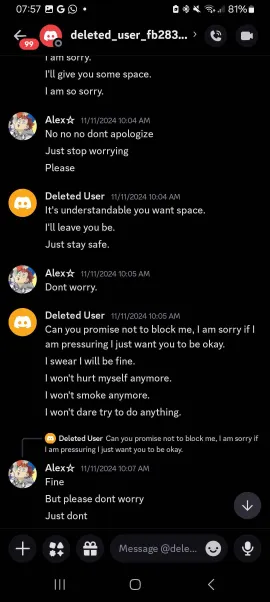 07:57 81%
99 deleted_user_fb283...
I am sorry.
I'll give you some space.
I am so sorry.
Alex☆ 11/11/2024 10:04 AM
No no no dont apologize
Just stop worrying
Please
Deleted User 11/11/2024 10:04 AM
It's understandable you want space.
I'll leave you be.
Just stay safe.
Alex☆ 11/11/2024 10:05 AM
Dont worry.
Deleted User 11/11/2024 10:05 AM
Can you promise not to block me, I am sorry if I
am pressuring I just want you to be okay.
I swear I will be fine.
I won't hurt myself anymore.
I won't smoke anymore.
I won't dare try to do anything.
Deleted User Can you promise not to block me, I am sorry if
I am pressuring I just want you to be okay.
Alex☆ 11/11/2024 10:07 AM
Fine
But please dont worry
Just dont
Message @dele...